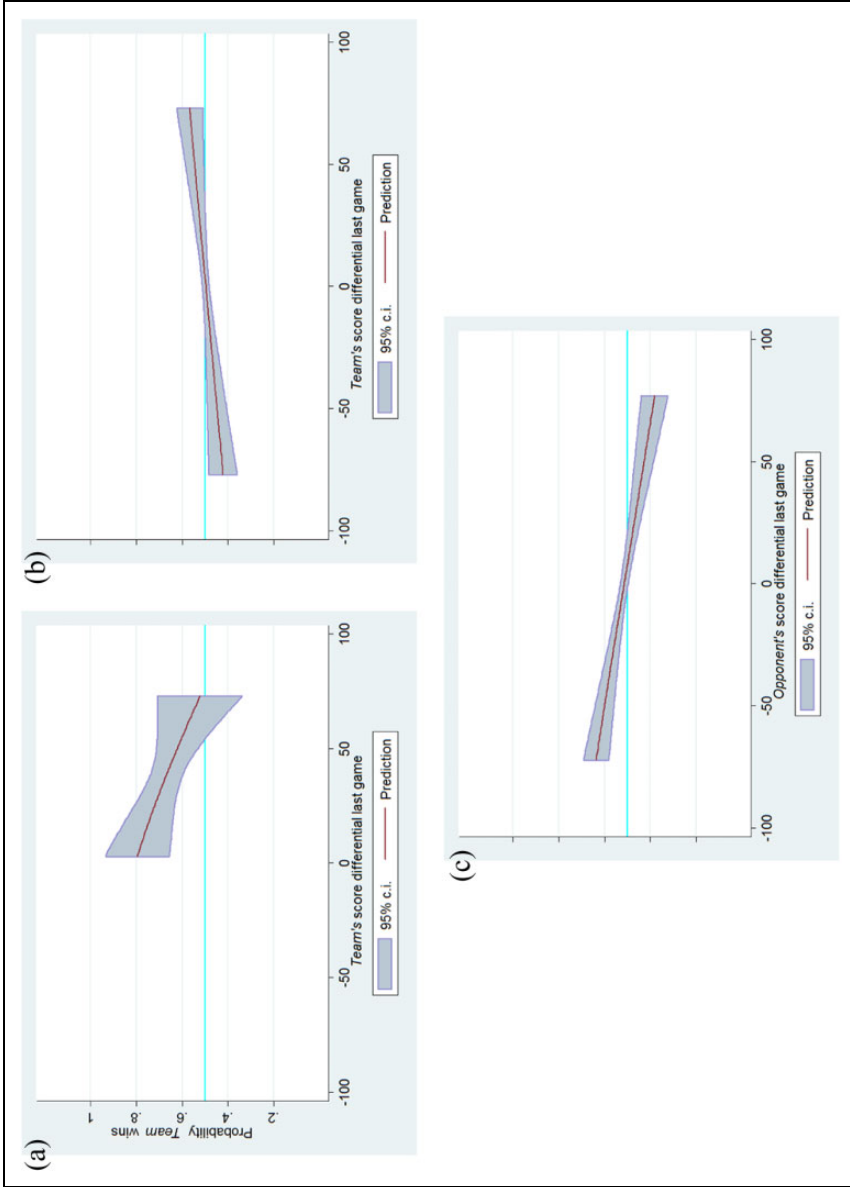 (a)
Probability Team wins
1
.8
.6
.4
.2
-100 -50 0 50 100
Team's score differential last game
95% c.i. Prediction
(b)
-100 -50 0 50 100
Team's score differential last game
95% c.i. Prediction
(c)
-100 -50 0 50 100
Opponent's score differential last game
95% c.i. Prediction